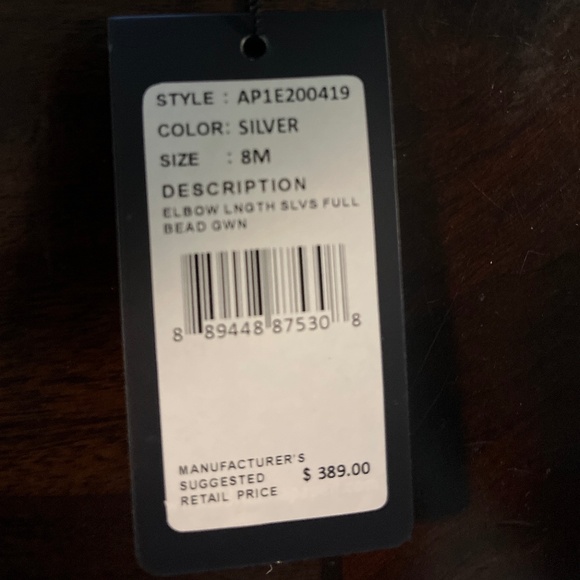 STYLE : AP1E200419
COLOR: SILVER
SIZE : 8M
DESCRIPTION
ELBOW LNGTH SLVS FULL
BEAD GWN
8 89448 87530 8
MANUFACTURER'S
SUGGESTED
RETAIL PRICE
$ 389.00